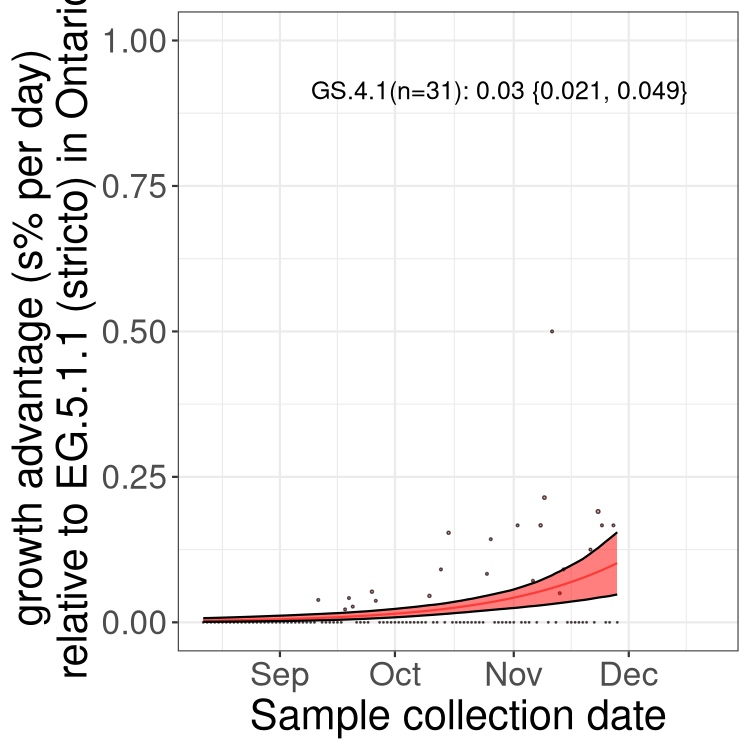 growth advantage (s% per day)
relative to EG.5.1.1 (stricto) in Ontario
1.00
0.75
0.50
0.25
0.00
GS.4.1(n=31): 0.03 {0.021, 0.049}
Sep Oct Nov Dec
Sample collection date